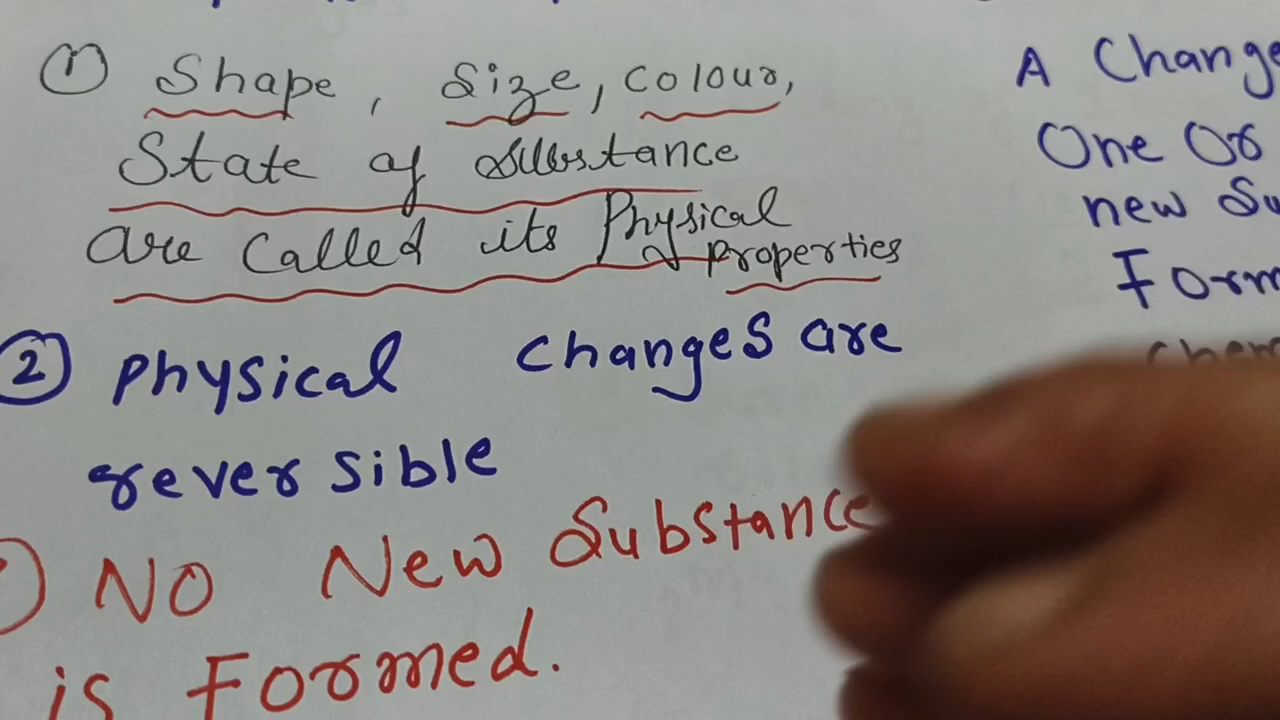 1 Shape, Size, Colour,
State of Substance
are Called its Physical
Properties
2 Physical Changes are
reversible
No New Substance
is Formed.
A Change
One Or
new
Form